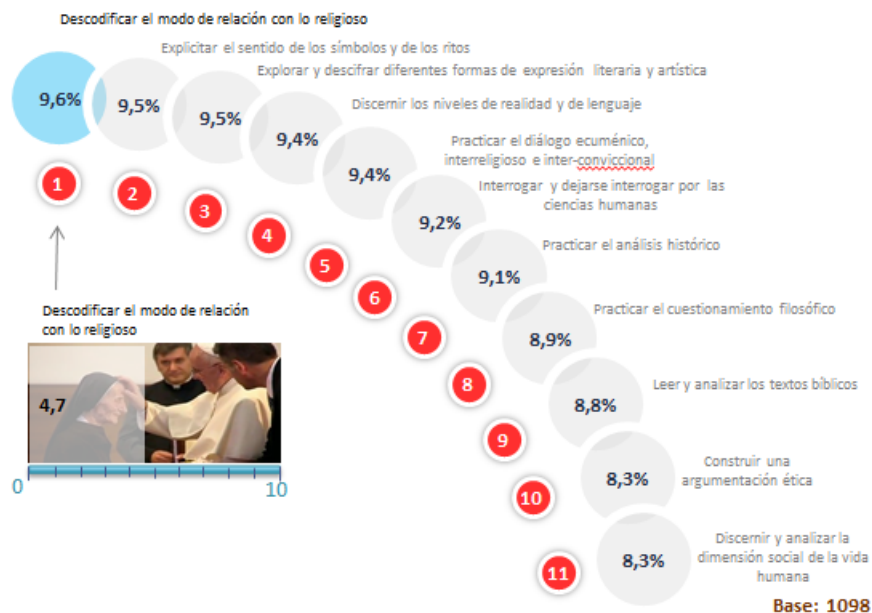 Descodificar el modo de relación con lo religioso
9,6%
1
Explicitar el sentido de los símbolos y de los ritos
9,5%
2
Explorar y descifrar diferentes formas de expresión literaria y artística
9,5%
3
Discernir los niveles de realidad y de lenguaje
9,4%
4
Practicar el diálogo ecuménico,
interreligioso e inter-conviccional
9,4%
5
Interrogar y dejarse interrogar por las
ciencias humanas
9,2%
6
Practicar el análisis histórico
9,1%
7
Practicar el cuestionamiento filosófico
8,9%
8
Leer y analizar los textos bíblicos
8,8%
9
Construir una
argumentación ética
8,3%
10
Discernir y analizar la
dimensión social de la vida
humana
8,3%
11
Descodificar el modo de relación
con lo religioso
4,7
0
10
Base: 1098